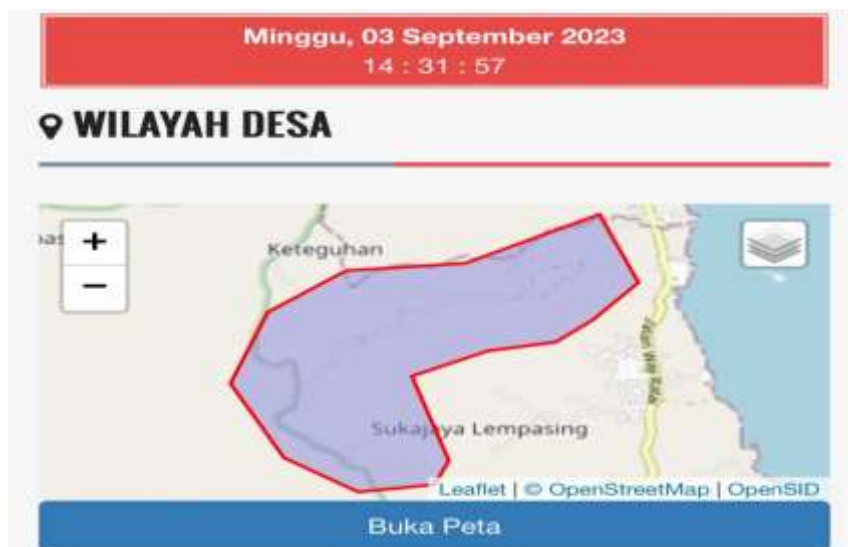 Minggu, 03 September 2023
14 : 31 : 57
WILAYAH DESA
+
−
Keteguhan
Sukajaya Lempasing
Leaflet | © OpenStreetMap | OpenSID
Buka Peta